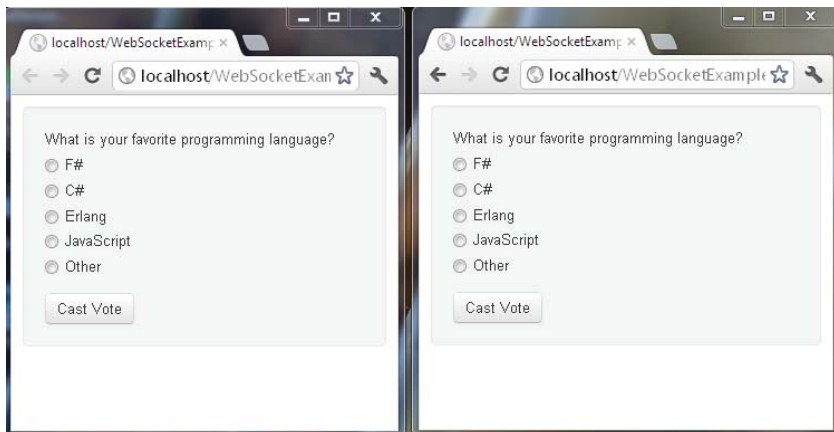 localhost/WebSocketExamp
localhost/WebSocketExam
What is your favorite programming language?
F#
C#
Erlang
JavaScript
Other
Cast Vote
localhost/WebSocketExamp
localhost/WebSocketExample
What is your favorite programming language?
F#
C#
Erlang
JavaScript
Other
Cast Vote